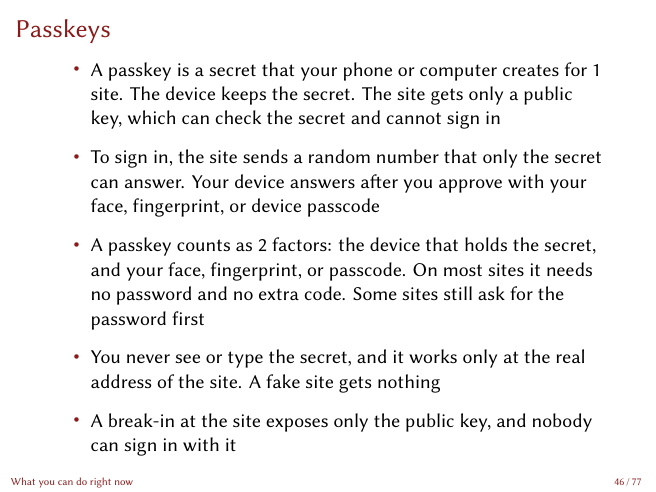 Passkeys
• A passkey is a secret that your phone or computer creates for 1
site. The device keeps the secret. The site gets only a public
key, which can check the secret and cannot sign in
• To sign in, the site sends a random number that only the secret
can answer. Your device answers after you approve with your
face, fingerprint, or device passcode
• A passkey counts as 2 factors: the device that holds the secret,
and your face, fingerprint, or passcode. On most sites it needs
no password and no extra code. Some sites still ask for the
password first
• You never see or type the secret, and it works only at the real
address of the site. A fake site gets nothing
• A break-in at the site exposes only the public key, and nobody
can sign in with it
What you can do right now
46 / 77